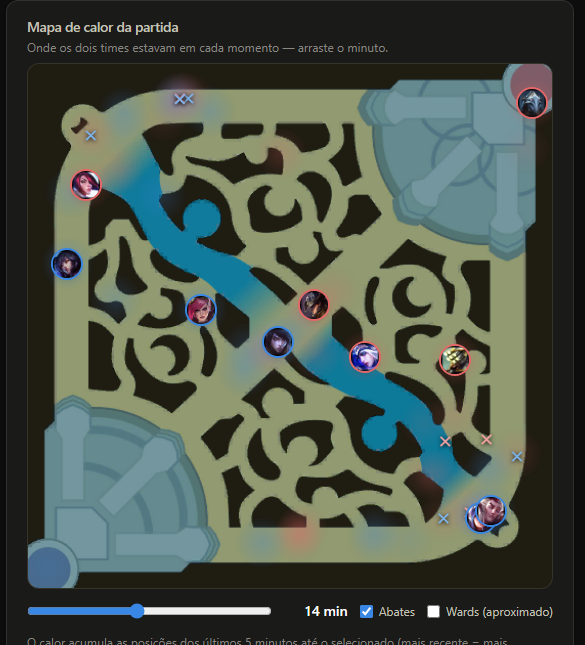 Mapa de calor da partida
Onde os dois times estavam em cada momento — arraste o minuto.
14 min
Abates
Wards (aproximado)
O calor acumula as posições dos últimos 5 minutos até o selecionado (mais recente = mais